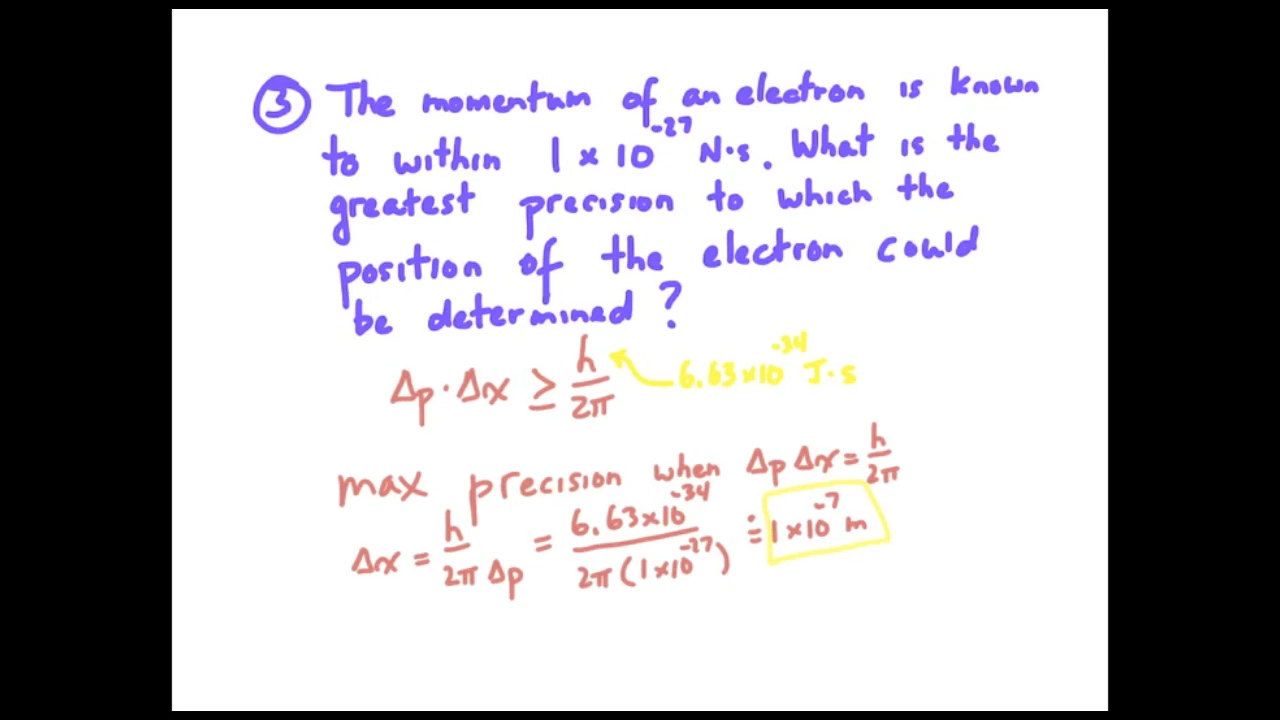 ③ The momentum of an electron is known
to within 1 × 10⁻²⁷ N·s. What is the
greatest precision to which the
position of the electron could
be determined?
Δp · Δx ≥ h/2π 6.63×10⁻³⁴ J·s
max precision when Δp Δx = h/2π
Δx = h/2π Δp = 6.63×10⁻³⁴/2π(1×10⁻²⁷) ≐ 1×10⁻⁷ m